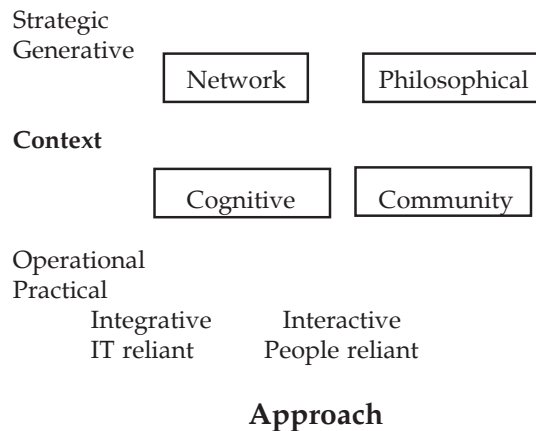 Strategic
Generative
Network Philosophical
Context
Cognitive Community
Operational
Practical
Integrative Interactive
IT reliant People reliant
Approach